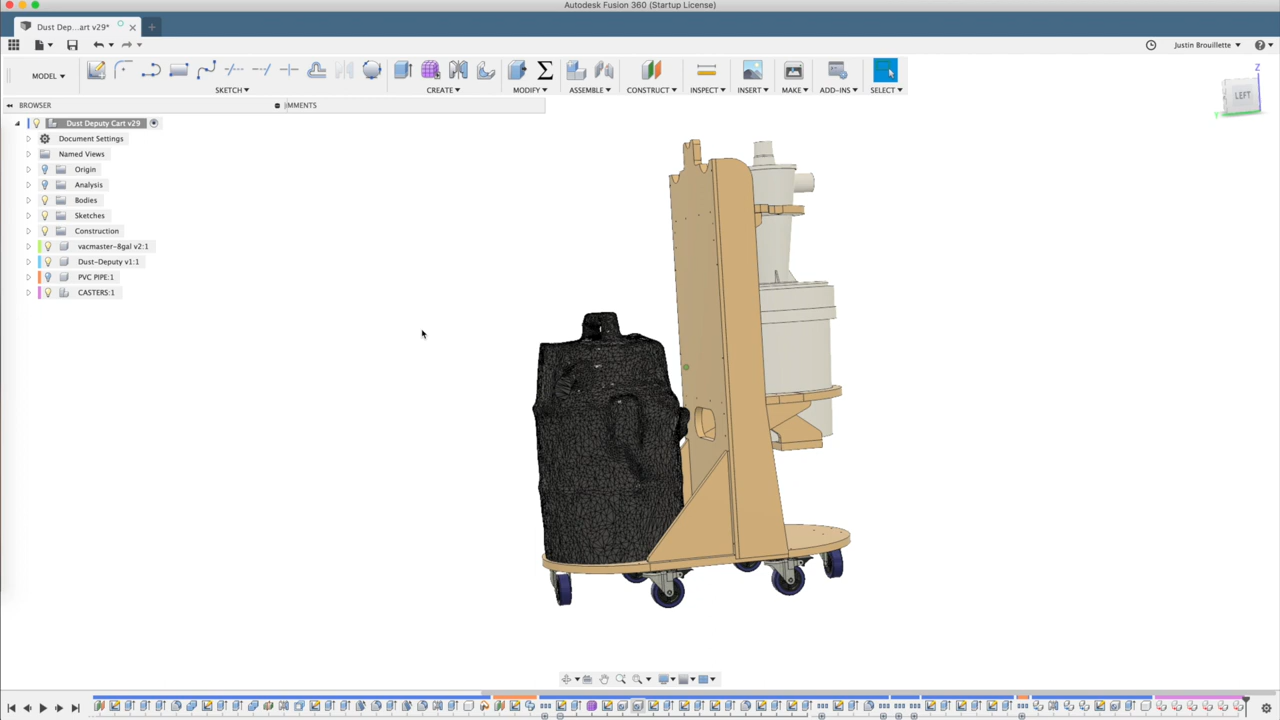 Autodesk Fusion 360 (Startup License)
Dust Dep...art v29*
Justin Brouillette
MODEL
SKETCH
CREATE
MODIFY
ASSEMBLE
CONSTRUCT
INSPECT
INSERT
MAKE
ADD-INS
SELECT
Z
LEFT
Y
BROWSER
MMENTS
Dust Deputy Cart v29
Document Settings
Named Views
Origin
Analysis
Bodies
Sketches
Construction
vacmaster-8gal v2:1
Dust-Deputy v1:1
PVC PIPE:1
CASTERS:1